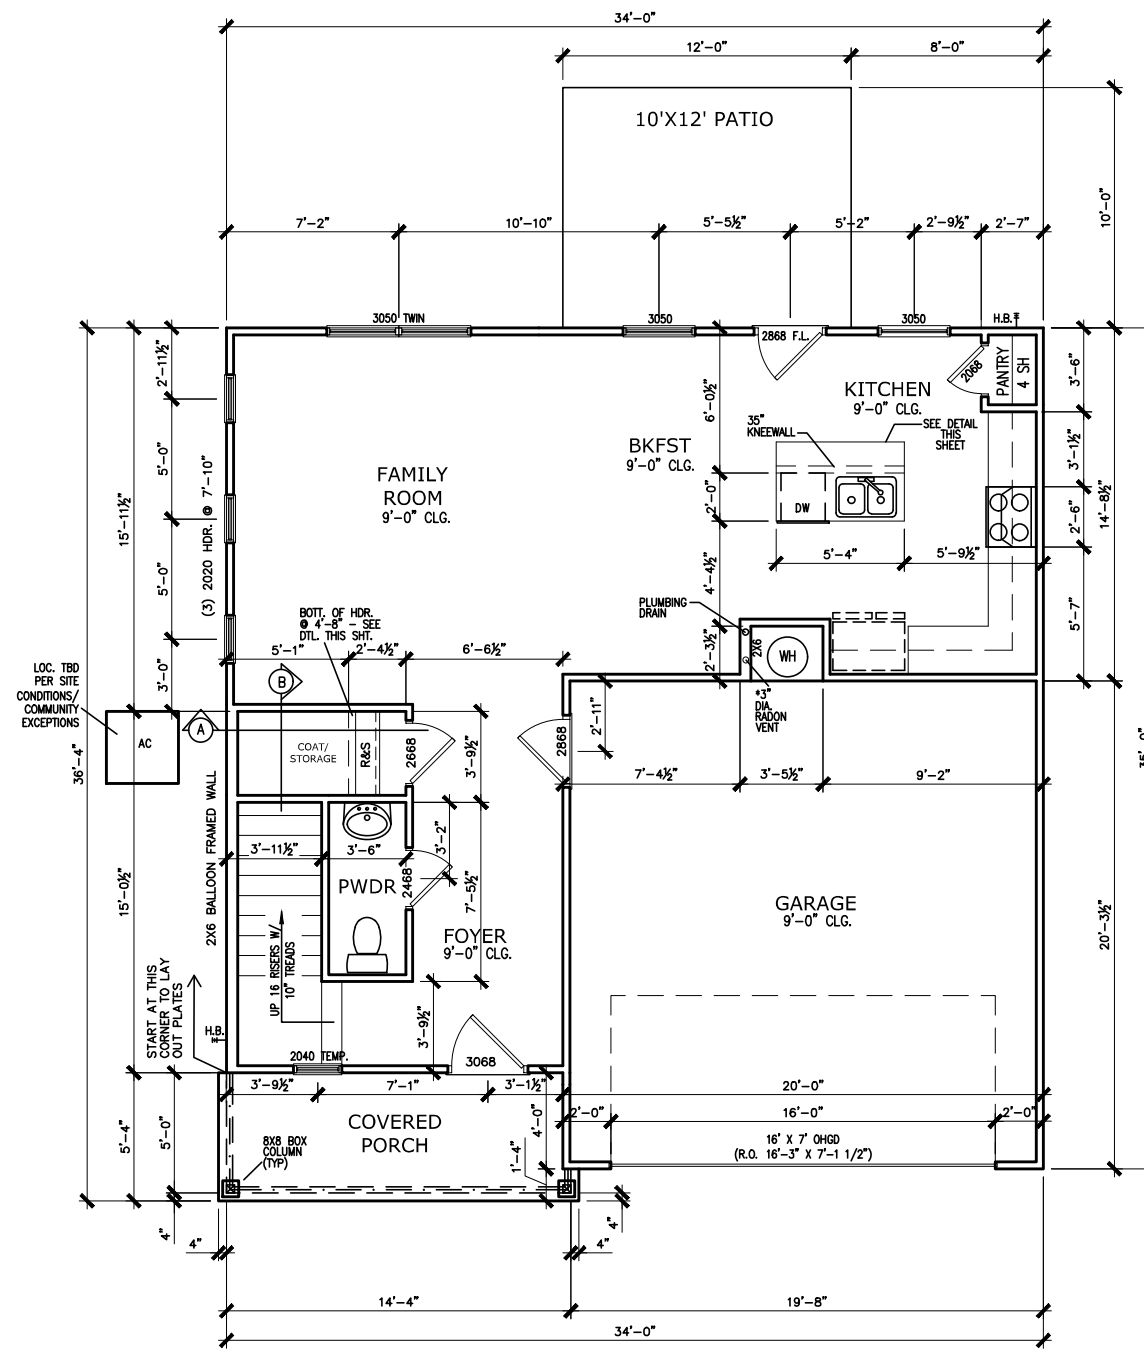 34'-0"
12'-0"
8'-0"
10'X12' PATIO
10'-0"
7'-2"
10'-10"
5'-5½"
5'-2"
2'-9½"
2'-7"
3050 TWIN
3050
2868 F.L.
3050
H.B.
2'-11½"
5'-0"
5'-0"
3'-0"
15'-11½"
(3) 2020 HDR. @ 7'-10"
FAMILY
ROOM
9'-0" CLG.
BKFST
9'-0" CLG.
KITCHEN
9'-0" CLG.
2068
PANTRY
4 SH
35"
KNEEWALL
SEE DETAIL
THIS
SHEET
DW
6'-0½"
2'-0"
4'-4½"
2'-3½"
5'-4"
5'-9½"
3'-6"
3'-1½"
2'-6"
5'-7"
14'-8½"
PLUMBING
DRAIN
2X6
WH
*3"
DIA.
RADON
VENT
BOTT. OF HDR.
@ 4'-8" - SEE
DTL. THIS SHT.
5'-1"
2'-4½"
6'-6½"
B
A
LOC. TBD
PER SITE
CONDITIONS/
COMMUNITY
EXCEPTIONS
AC
36'-4"
COAT/
STORAGE
R&S
2668
3'-9½"
2868
2'-11"
7'-4½"
3'-5½"
9'-2"
35'-0"
2X6 BALLOON FRAMED WALL
15'-0½"
3'-11½"
3'-6"
3'-2"
7'-5½"
2468
PWDR
FOYER
9'-0" CLG.
GARAGE
9'-0" CLG.
20'-3½"
UP 16 RISERS W/
10" TREADS
START AT THIS
CORNER TO LAY
OUT PLATES
H.B.
3'-9½"
2040 TEMP.
3068
3'-9½"
7'-1"
3'-1½"
20'-0"
2'-0"
16'-0"
2'-0"
COVERED
PORCH
4'-0"
1'-4"
5'-4"
5'-0"
8X8 BOX
COLUMN
(TYP)
16' X 7' OHGD
(R.O. 16'-3" X 7'-1 1/2")
4"
4"
4"
4"
14'-4"
19'-8"
34'-0"